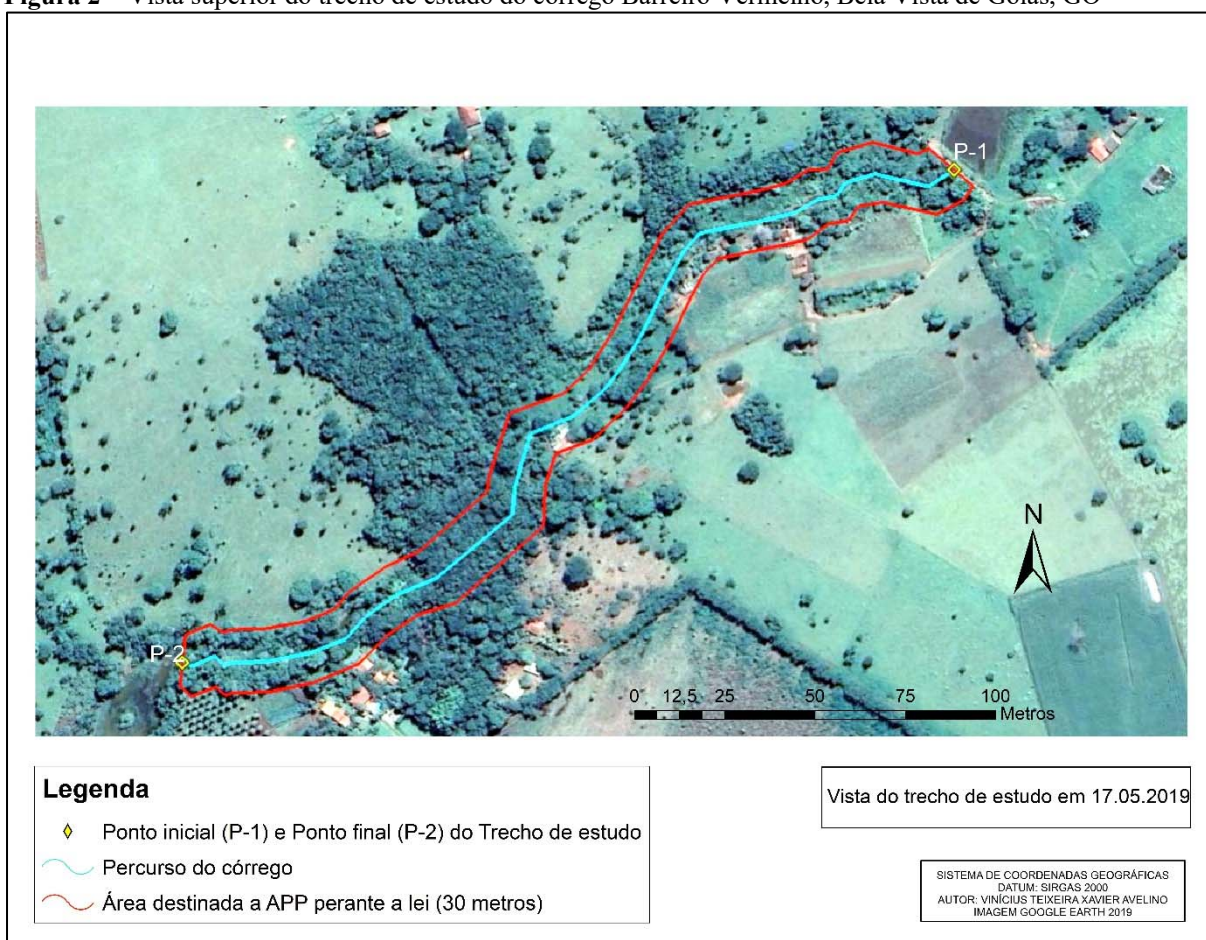 Figura 2 – Vista superior do trecho de estudo do córrego Barreiro Vermelho, Bela Vista de Goiás, GO
P-1
P-2
N
0 12,5 25 50 75 100
Metros
Legenda
Ponto inicial (P-1) e Ponto final (P-2) do Trecho de estudo
Percurso do córrego
Área destinada a APP perante a lei (30 metros)
Vista do trecho de estudo em 17.05.2019
SISTEMA DE COORDENADAS GEOGRÁFICAS
DATUM: SIRGAS 2000
AUTOR: VINÍCIUS TEIXEIRA XAVIER AVELINO
IMAGEM GOOGLE EARTH 2019